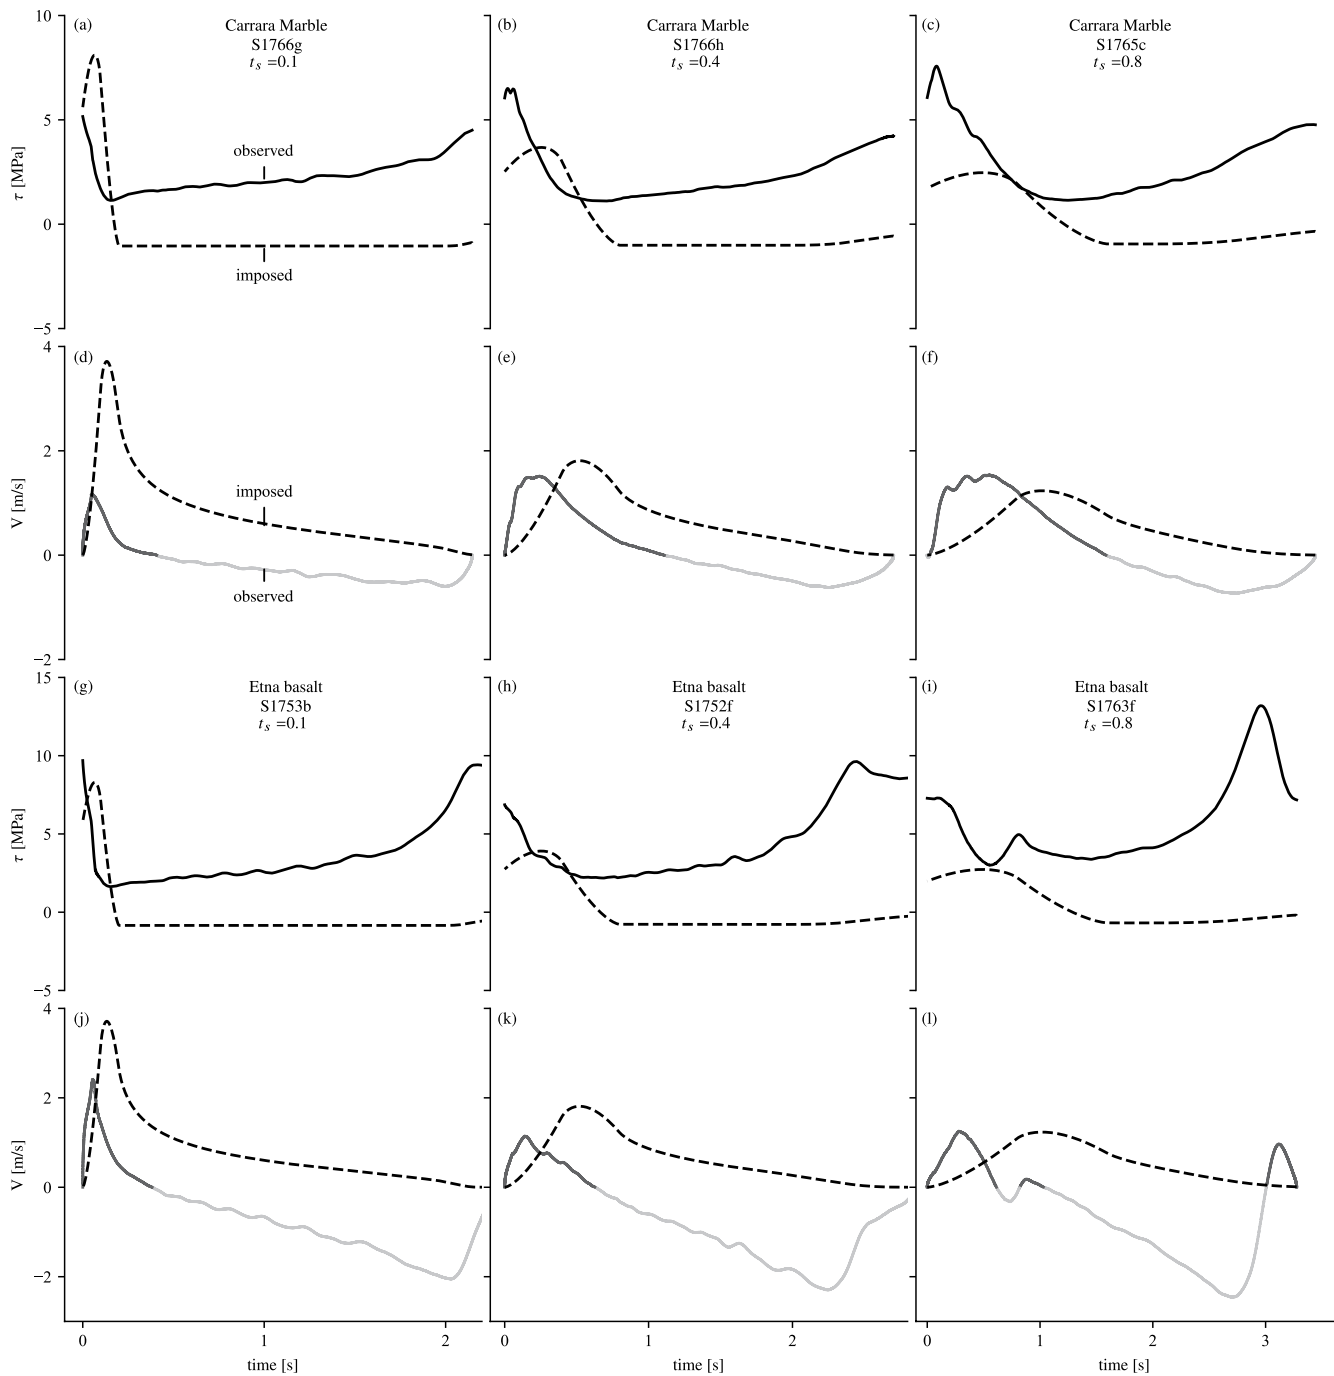 (a)
Carrara Marble
S1766g
t_s =0.1
(b)
Carrara Marble
S1766h
t_s =0.4
(c)
Carrara Marble
S1765c
t_s =0.8
10
5
0
−5
τ [MPa]
observed
imposed
(d)
(e)
(f)
4
2
0
−2
V [m/s]
imposed
observed
(g)
Etna basalt
S1753b
t_s =0.1
(h)
Etna basalt
S1752f
t_s =0.4
(i)
Etna basalt
S1763f
t_s =0.8
15
10
5
0
−5
τ [MPa]
(j)
(k)
(l)
4
2
0
−2
V [m/s]
0 1 2
0 1 2
0 1 2 3
time [s]
time [s]
time [s]